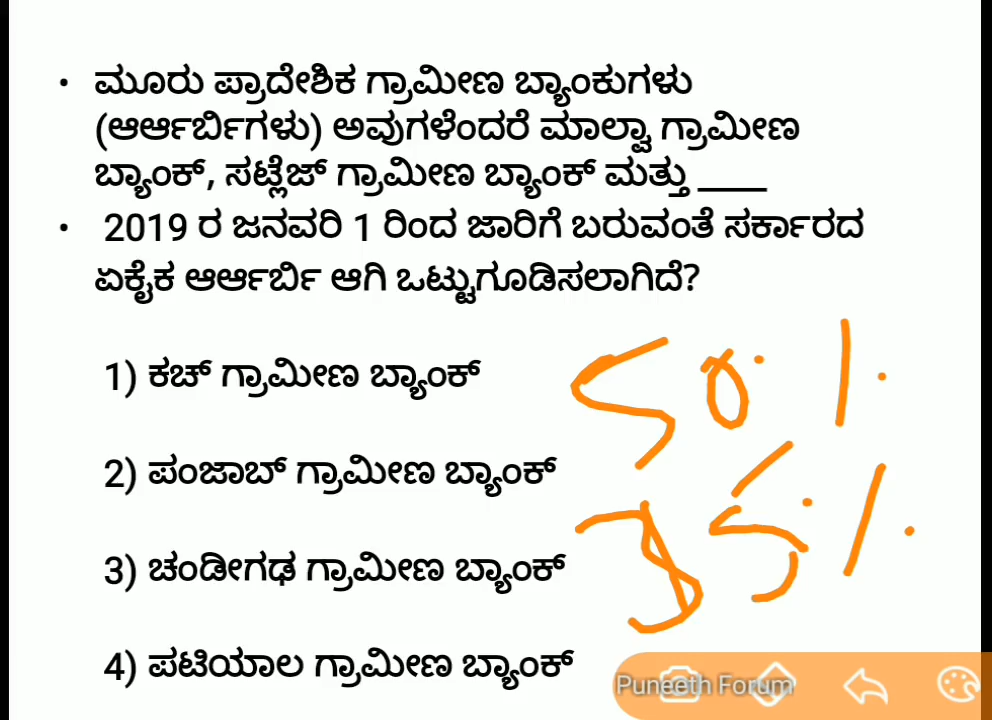 • ಮೂರು ಪ್ರಾದೇಶಿಕ ಗ್ರಾಮೀಣ ಬ್ಯಾಂಕುಗಳು
(ಆರ್ಆರ್ಬಿಗಳು) ಅವುಗಳೆಂದರೆ ಮಾಲ್ವಾ ಗ್ರಾಮೀಣ
ಬ್ಯಾಂಕ್, ಸಟ್ಲೆಜ್ ಗ್ರಾಮೀಣ ಬ್ಯಾಂಕ್ ಮತ್ತು ____
• 2019 ರ ಜನವರಿ 1 ರಿಂದ ಜಾರಿಗೆ ಬರುವಂತೆ ಸರ್ಕಾರದ
ಏಕೈಕ ಆರ್ಆರ್ಬಿ ಆಗಿ ಒಟ್ಟುಗೂಡಿಸಲಾಗಿದೆ?
1) ಕಚ್ ಗ್ರಾಮೀಣ ಬ್ಯಾಂಕ್
50%
2) ಪಂಜಾಬ್ ಗ್ರಾಮೀಣ ಬ್ಯಾಂಕ್
35%
3) ಚಂಡೀಗಢ ಗ್ರಾಮೀಣ ಬ್ಯಾಂಕ್
4) ಪಟಿಯಾಲ ಗ್ರಾಮೀಣ ಬ್ಯಾಂಕ್
Puneeth Forum